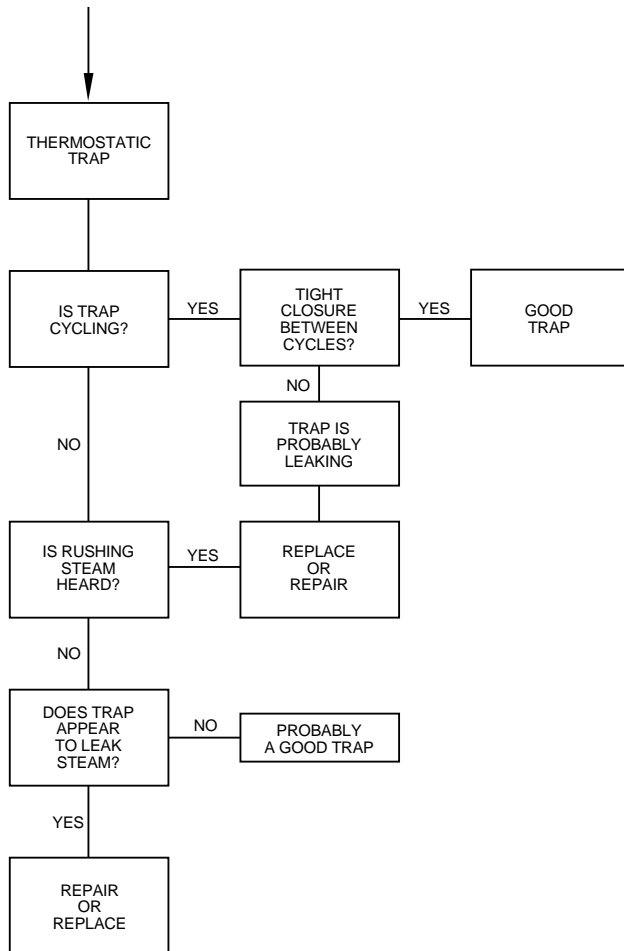 THERMOSTATIC
TRAP
IS TRAP
CYCLING?
YES
TIGHT
CLOSURE
BETWEEN
CYCLES?
YES
GOOD
TRAP
NO
TRAP IS
PROBABLY
LEAKING
NO
IS RUSHING
STEAM
HEARD?
YES
REPLACE
OR
REPAIR
NO
DOES TRAP
APPEAR
TO LEAK
STEAM?
NO
PROBABLY
A GOOD TRAP
YES
REPAIR
OR
REPLACE